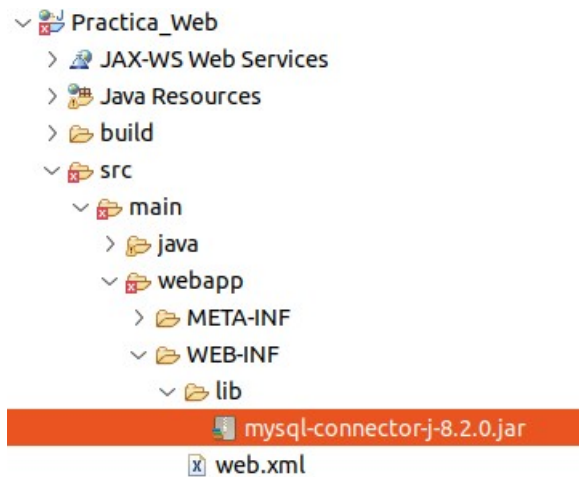 Practica_Web
JAX-WS Web Services
Java Resources
build
src
main
java
webapp
META-INF
WEB-INF
lib
mysql-connector-j-8.2.0.jar
web.xml